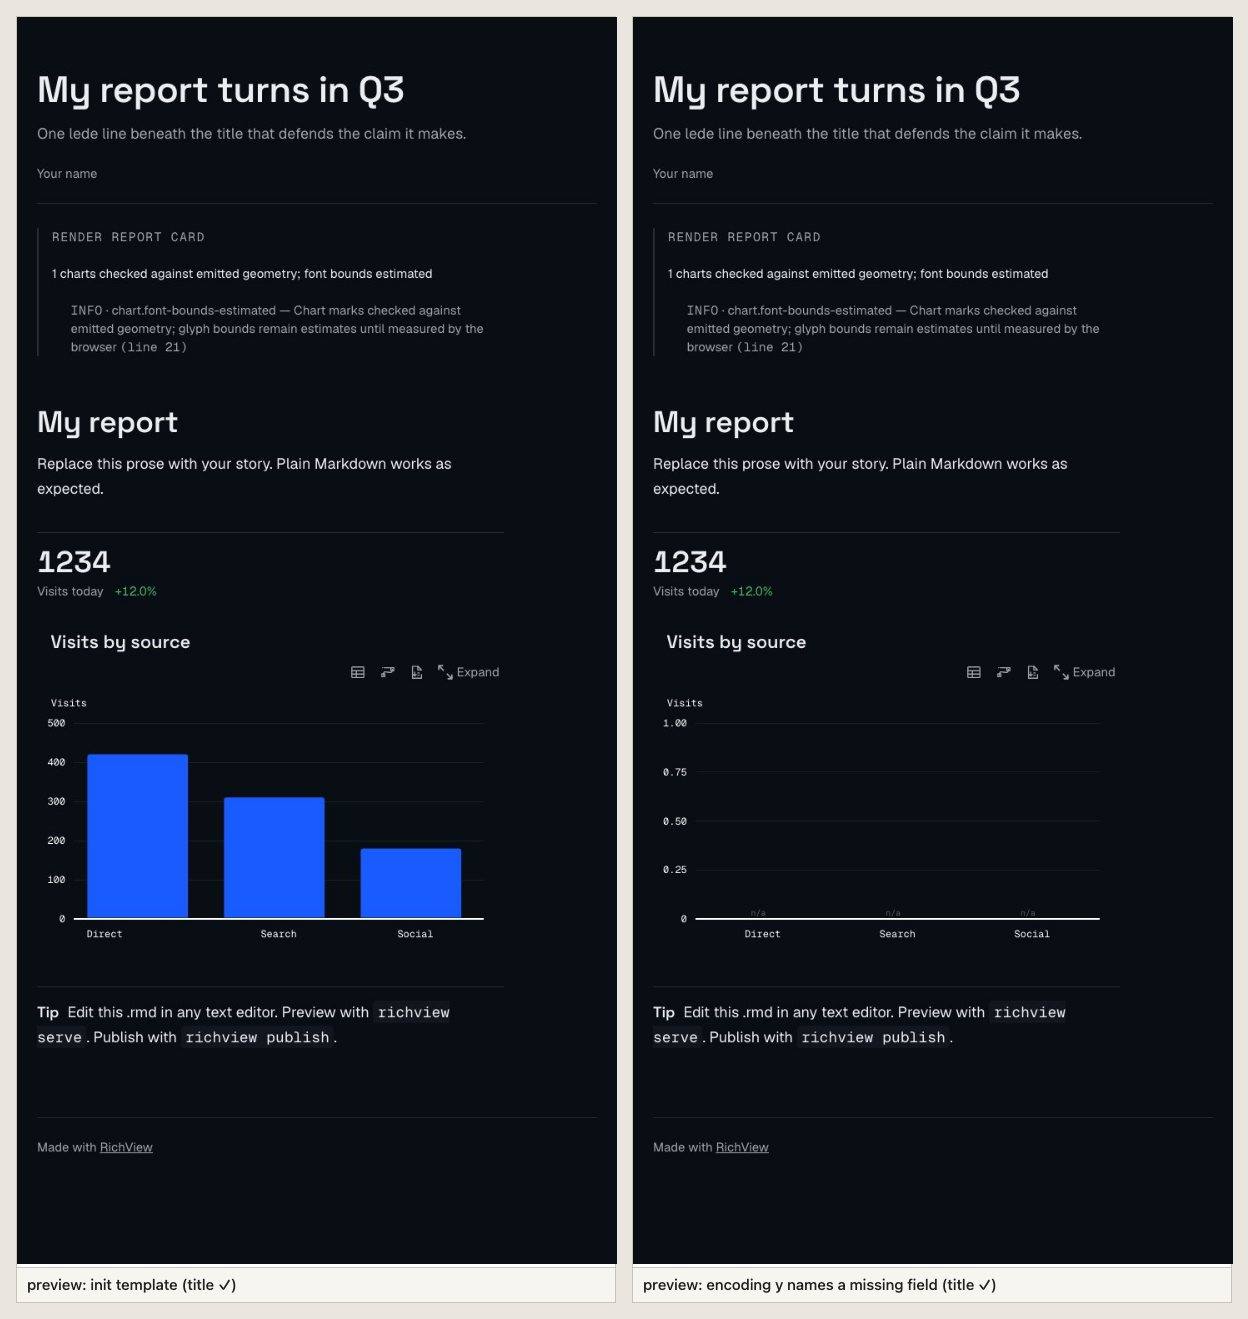 My report turns in Q3
One lede line beneath the title that defends the claim it makes.
Your name
RENDER REPORT CARD
1 charts checked against emitted geometry; font bounds estimated
INFO · chart.font-bounds-estimated — Chart marks checked against
emitted geometry; glyph bounds remain estimates until measured by the
browser (line 21)
My report
Replace this prose with your story. Plain Markdown works as
expected.
1234
Visits today +12.0%
Visits by source
Expand
Visits
500
400
300
200
100
0
Direct Search Social
Tip Edit this .rmd in any text editor. Preview with richview
serve . Publish with richview publish .
Made with RichView
preview: init template (title ✓)
My report turns in Q3
One lede line beneath the title that defends the claim it makes.
Your name
RENDER REPORT CARD
1 charts checked against emitted geometry; font bounds estimated
INFO · chart.font-bounds-estimated — Chart marks checked against
emitted geometry; glyph bounds remain estimates until measured by the
browser (line 21)
My report
Replace this prose with your story. Plain Markdown works as
expected.
1234
Visits today +12.0%
Visits by source
Expand
Visits
1.00
0.75
0.50
0.25
0
n/a n/a n/a
Direct Search Social
Tip Edit this .rmd in any text editor. Preview with richview
serve . Publish with richview publish .
Made with RichView
preview: encoding y names a missing field (title ✓)